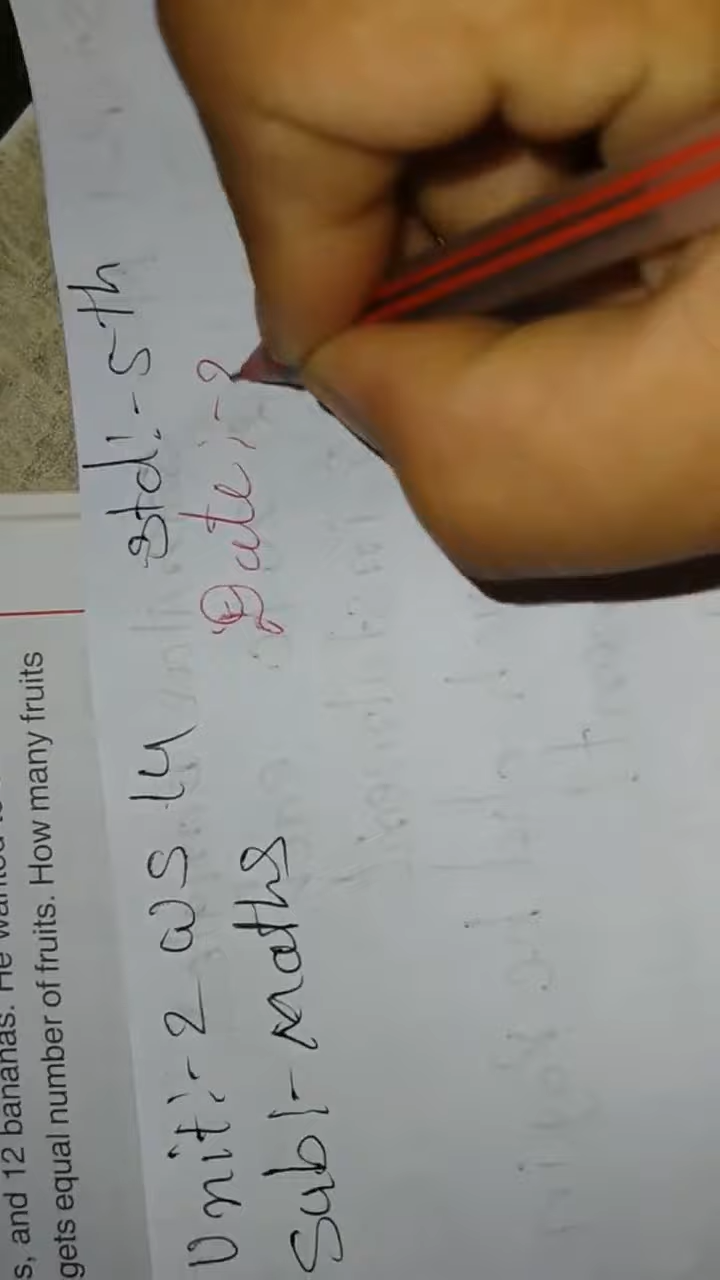 s, and 12 bananas. He wanted
gets equal number of fruits. How many fruits
Unit:- 2 WS 14 Std:- 5th
Sub:- Maths Date:- 2